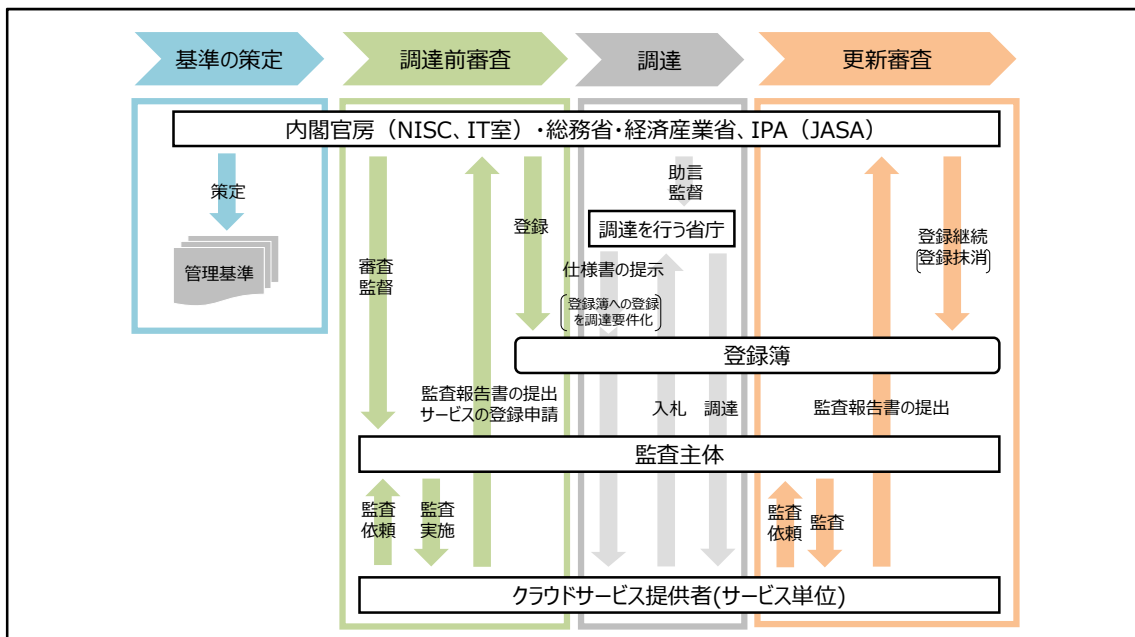 基準の策定
調達前審査
調達
更新審査
内閣官房（NISC、IT室）・総務省・経済産業省、IPA（JASA）
策定
管理基準
審査
監督
登録
助言
監督
調達を行う省庁
仕様書の提示
登録簿への登録
を調達要件化
登録継続
登録抹消
登録簿
監査報告書の提出
サービスの登録申請
入札
調達
監査報告書の提出
監査主体
監査
依頼
監査
実施
監査
依頼
監査
クラウドサービス提供者(サービス単位)